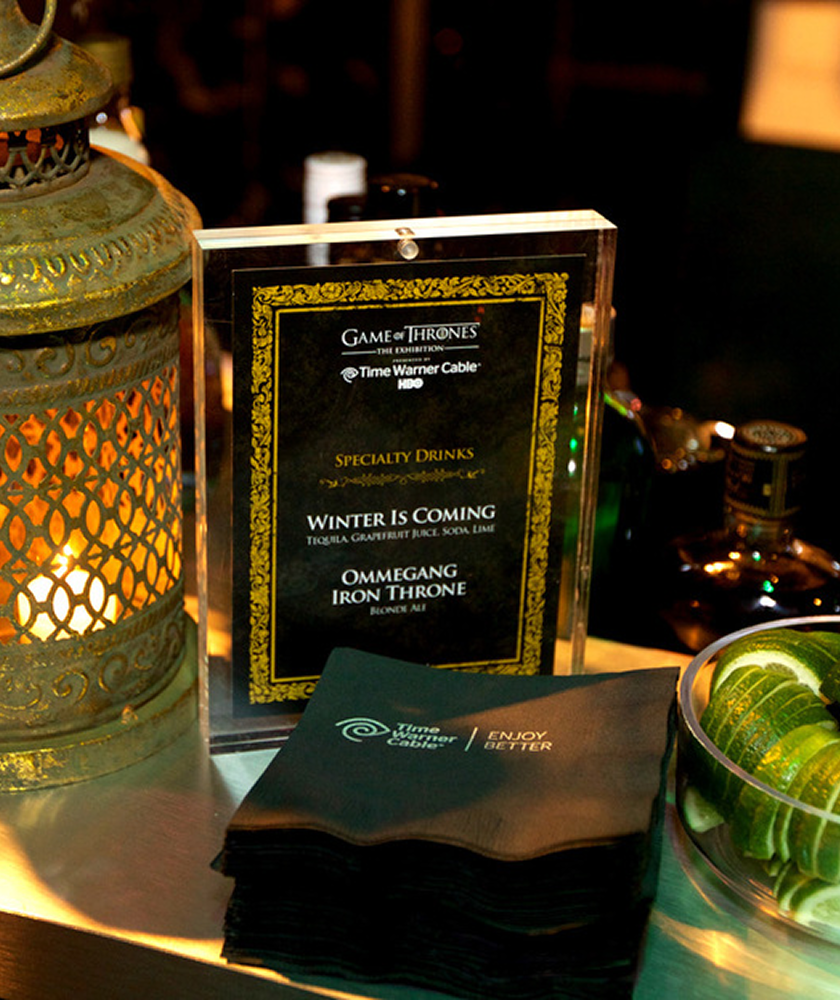 GAME OF THRONES
THE EXHIBITION
PRESENTED BY
Time Warner Cable
HBO
SPECIALTY DRINKS
WINTER IS COMING
TEQUILA, GRAPEFRUIT JUICE, SODA, LIME
OMMEGANG
IRON THRONE
BLONDE ALE
Time
Warner
Cable
ENJOY
BETTER